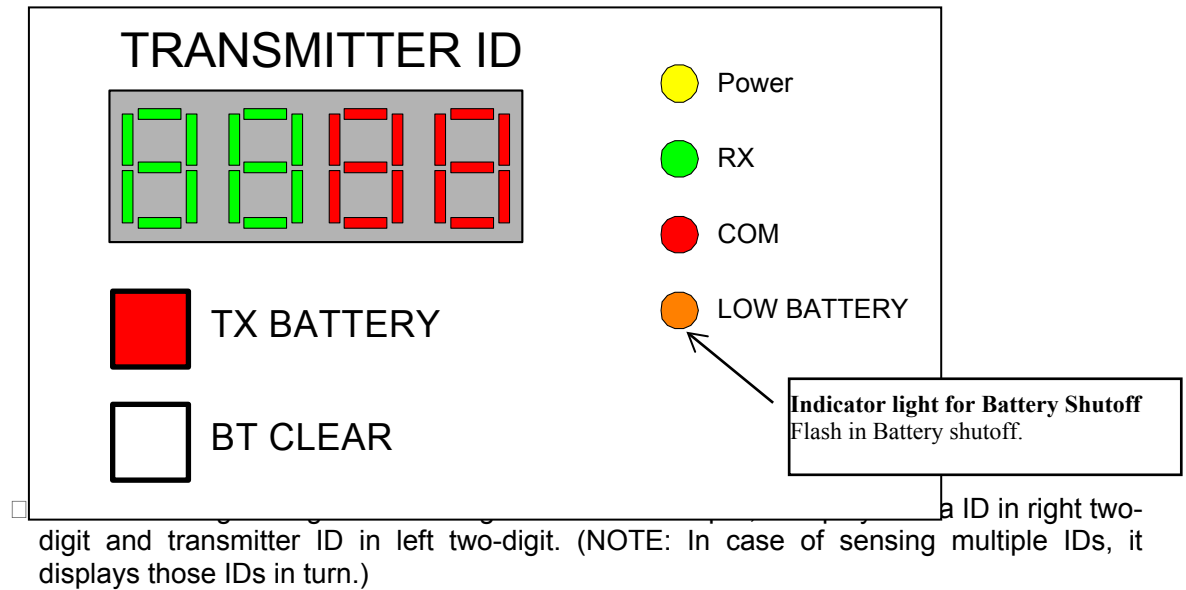 TRANSMITTER ID
Power
RX
COM
LOW BATTERY
TX BATTERY
BT CLEAR
Indicator light for Battery Shutoff
Flash in Battery shutoff.
a ID in right two-
digit and transmitter ID in left two-digit. (NOTE: In case of sensing multiple IDs, it
displays those IDs in turn.)